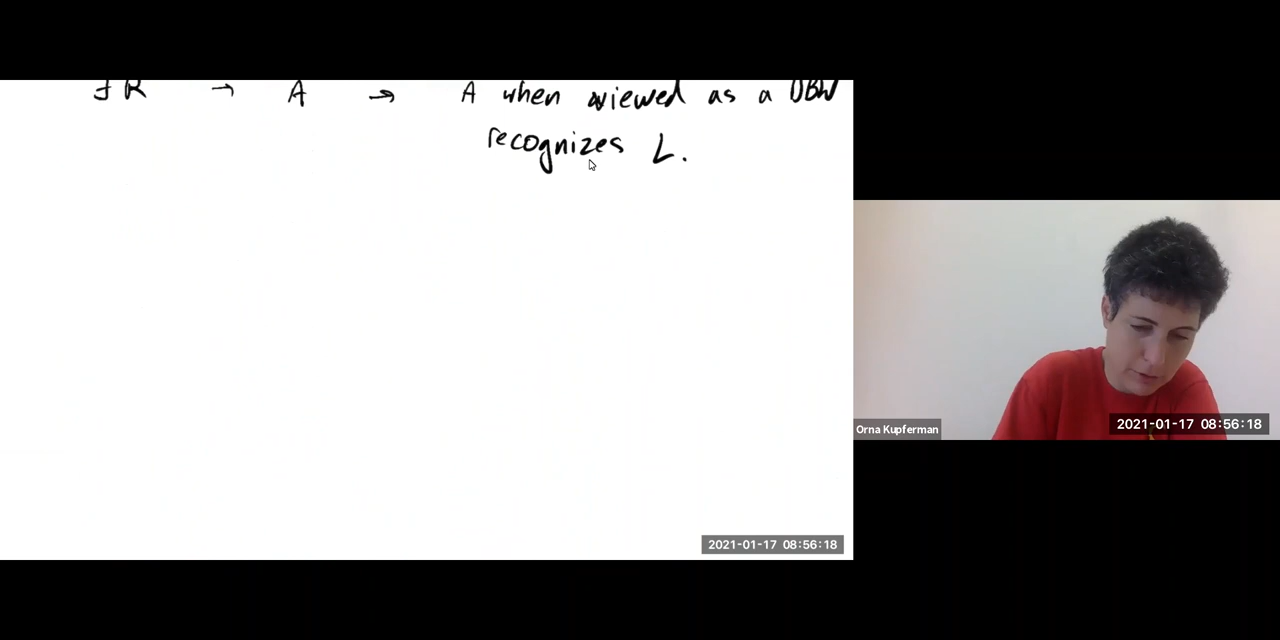 ∃R → A → A when viewed as a DBW
recognizes L.
Orna Kupferman
2021-01-17 08:56:18
2021-01-17 08:56:18